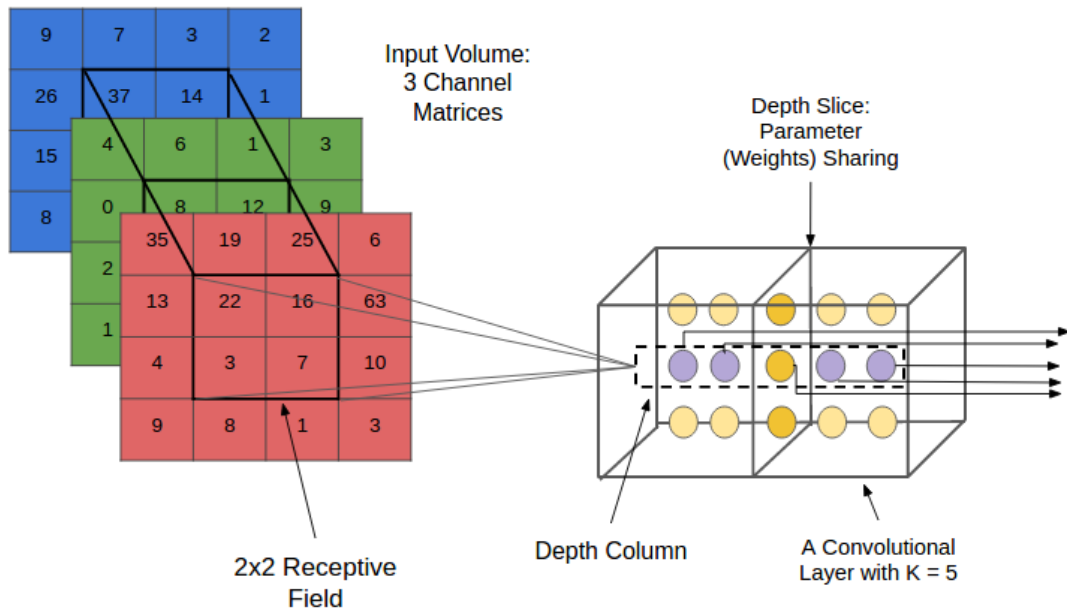 9 7 3 2
26 37 14 1
15
8
4 6 1 3
0 8 12 9
2
1
35 19 25 6
13 22 16 63
4 3 7 10
9 8 1 3
Input Volume:
3 Channel
Matrices
2x2 Receptive
Field
Depth Slice:
Parameter
(Weights) Sharing
Depth Column
A Convolutional
Layer with K = 5